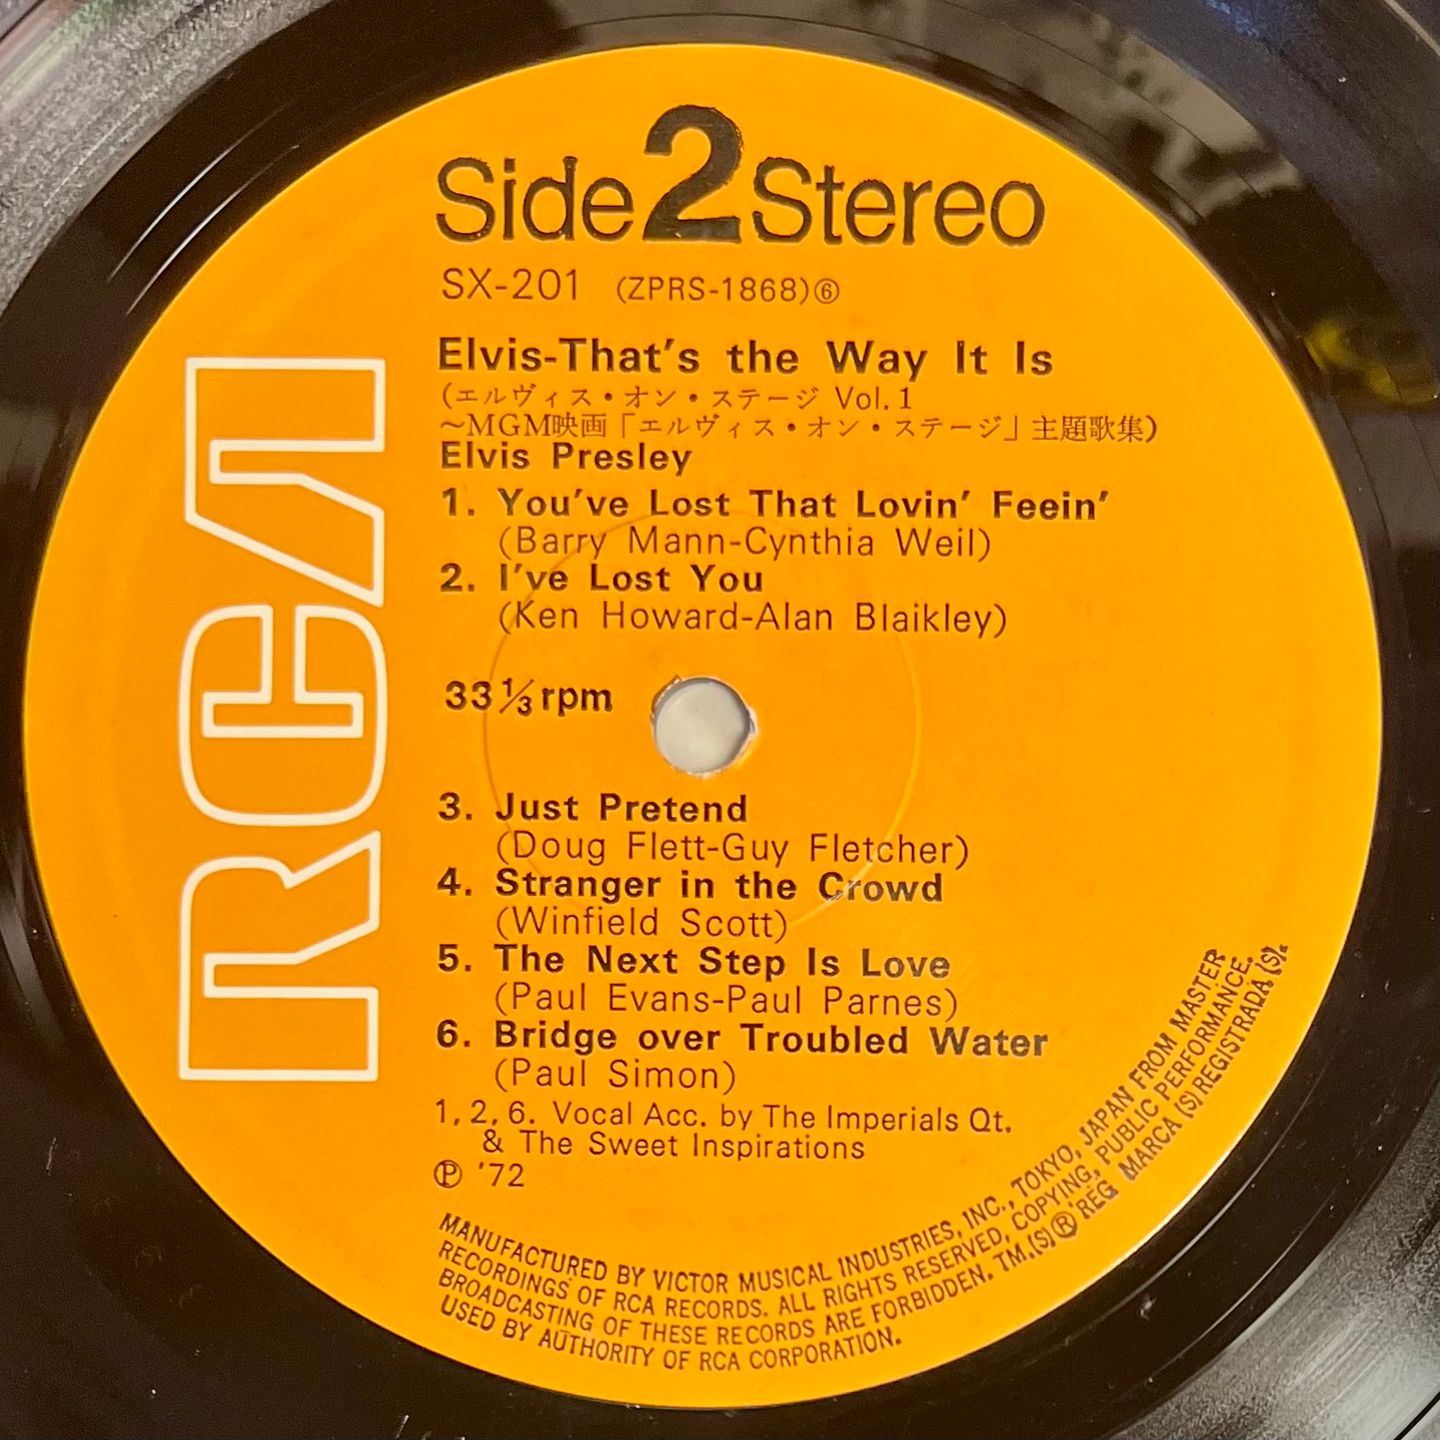 Side 2 Stereo
SX-201 (ZPRS-1868)⑥
Elvis-That's the Way It Is
(エルヴィス・オン・ステージ Vol.1
～MGM映画「エルヴィス・オン・ステージ」主題歌集)
Elvis Presley
1. You've Lost That Lovin' Feein'
(Barry Mann-Cynthia Weil)
2. I've Lost You
(Ken Howard-Alan Blaikley)
33 1/3 rpm
3. Just Pretend
(Doug Flett-Guy Fletcher)
4. Stranger in the Crowd
(Winfield Scott)
5. The Next Step Is Love
(Paul Evans-Paul Parnes)
6. Bridge over Troubled Water
(Paul Simon)
1, 2, 6. Vocal Acc. by The Imperials Qt.
& The Sweet Inspirations
℗ '72
RCA
MANUFACTURED BY VICTOR MUSICAL INDUSTRIES, INC., TOKYO, JAPAN FROM MASTER
RECORDINGS OF RCA RECORDS. ALL RIGHTS RESERVED, COPYING, PUBLIC PERFORMANCE.
BROADCASTING OF THESE RECORDS ARE FORBIDDEN. TM.(S)® REG. MARCA (S) REGISTRADA (S).
USED BY AUTHORITY OF RCA CORPORATION.